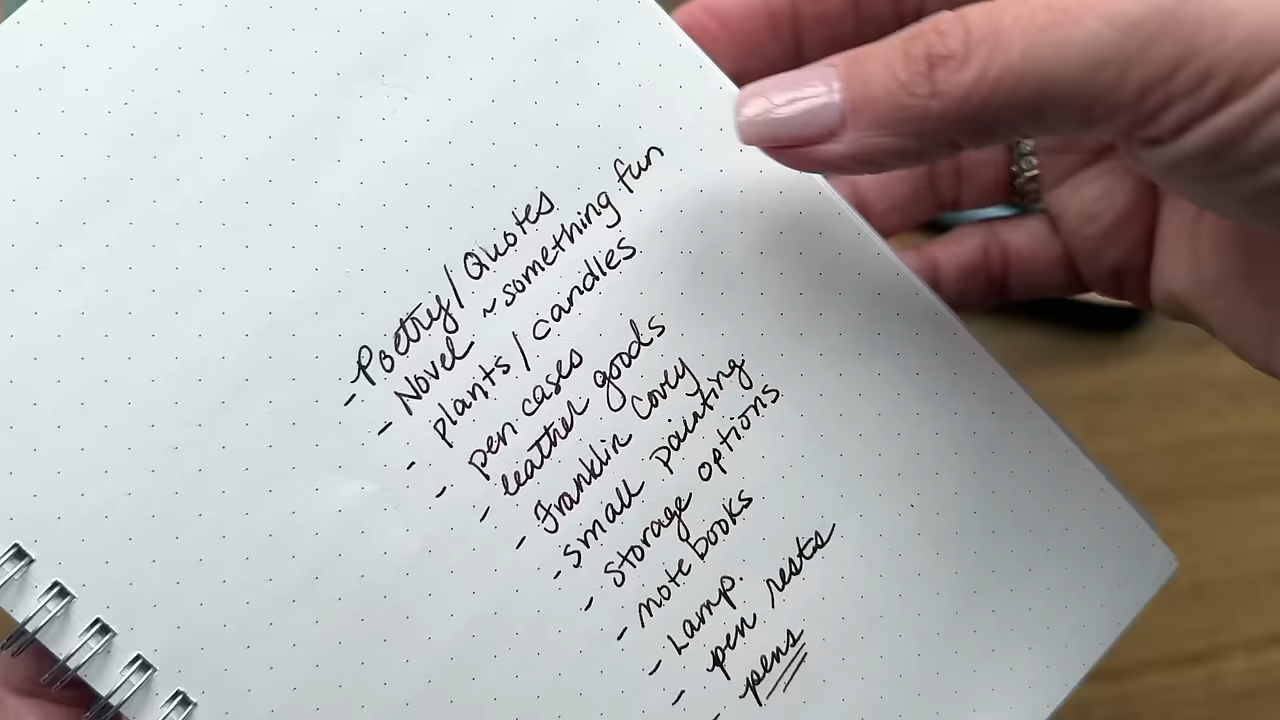 - Poetry / Quotes
- Novel ~ something fun
- plants / candles
- pen cases
- leather goods
- Franklin Covey
- small painting
- storage options
- notebooks
- Lamp.
- pen rests
- pens